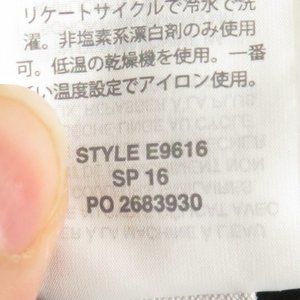 リケートサイクルで冷水で洗
濯。非塩素系漂白剤のみ使用
可。低温の乾燥機を使用。一番
い温度設定でアイロン使用。
STYLE E9616
SP 16
PO 2683930